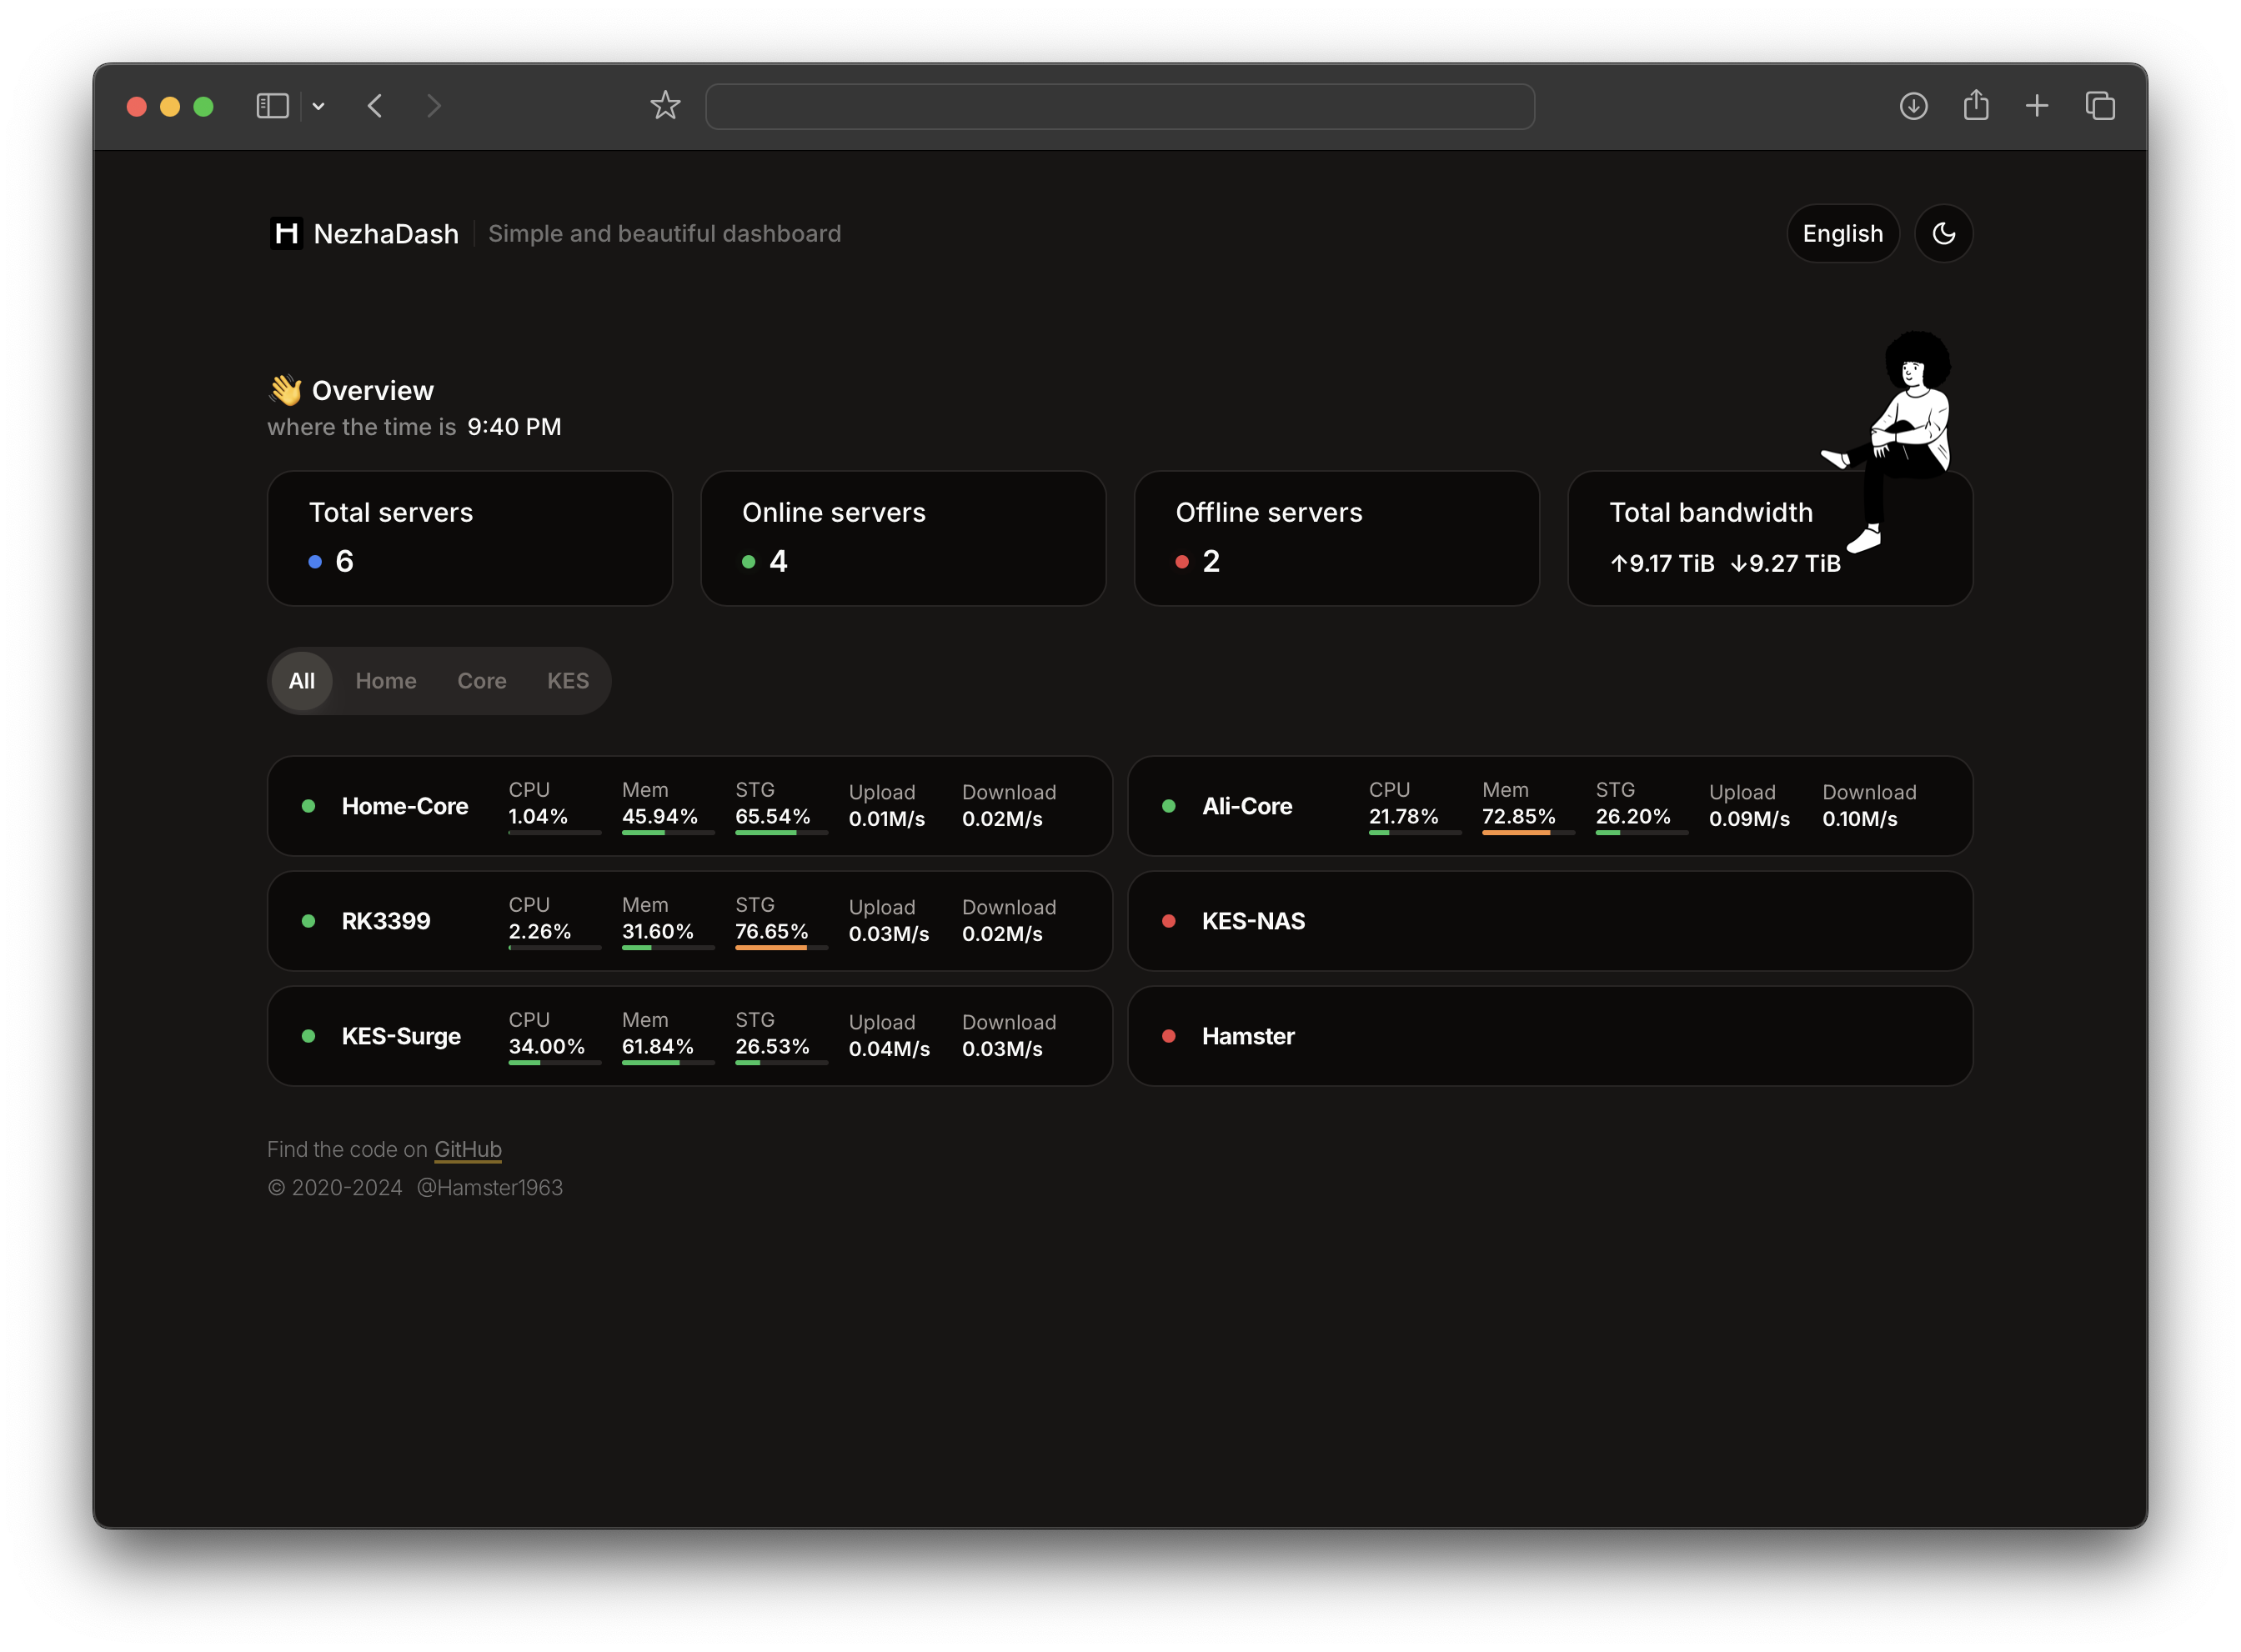 H NezhaDash Simple and beautiful dashboard English
👋 Overview
where the time is 9:40 PM
Total servers
6
Online servers
4
Offline servers
2
Total bandwidth
↑9.17 TiB ↓9.27 TiB
All Home Core KES
Home-Core
CPU Mem STG Upload Download
1.04% 45.94% 65.54% 0.01M/s 0.02M/s
Ali-Core
CPU Mem STG Upload Download
21.78% 72.85% 26.20% 0.09M/s 0.10M/s
RK3399
CPU Mem STG Upload Download
2.26% 31.60% 76.65% 0.03M/s 0.02M/s
KES-NAS
KES-Surge
CPU Mem STG Upload Download
34.00% 61.84% 26.53% 0.04M/s 0.03M/s
Hamster
Find the code on GitHub
© 2020-2024 @Hamster1963